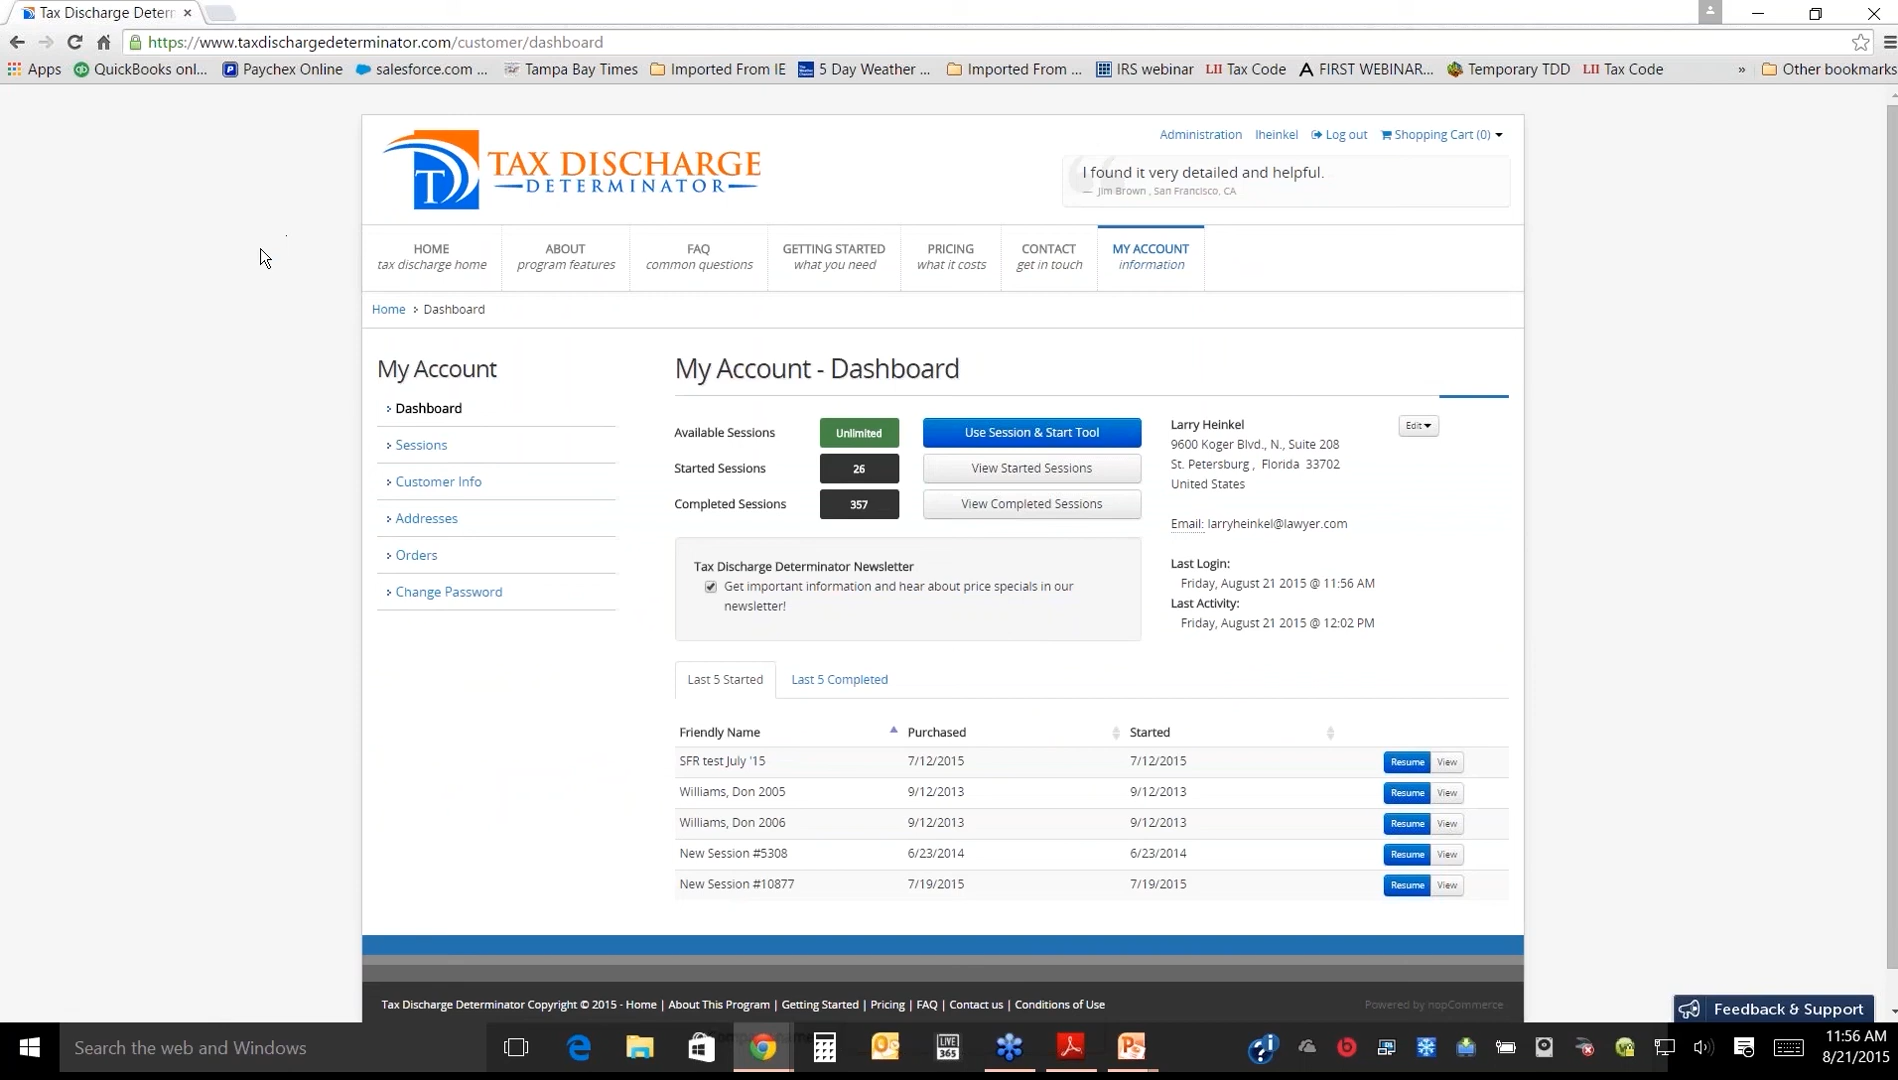 Tax Discharge Deterr
https://www.taxdischargedeterminator.com/customer/dashboard
Apps QuickBooks onl... Paychex Online salesforce.com ... Tampa Bay Times Imported From IE 5 Day Weather ... Imported From ... IRS webinar LII Tax Code FIRST WEBINAR... Temporary TDD LII Tax Code » Other bookmarks
Administration lheinkel Log out Shopping Cart (0)
TAX DISCHARGE
DETERMINATOR
I found it very detailed and helpful.
— Jim Brown , San Francisco, CA
HOME ABOUT FAQ GETTING STARTED PRICING CONTACT MY ACCOUNT
tax discharge home program features common questions what you need what it costs get in touch information
Home Dashboard
My Account
Dashboard
Sessions
Customer Info
Addresses
Orders
Change Password
My Account - Dashboard
Available Sessions Unlimited Use Session & Start Tool
Started Sessions 26 View Started Sessions
Completed Sessions 357 View Completed Sessions
Larry Heinkel Edit
9600 Koger Blvd., N., Suite 208
St. Petersburg , Florida 33702
United States
Email: larryheinkel@lawyer.com
Last Login:
Friday, August 21 2015 @ 11:56 AM
Last Activity:
Friday, August 21 2015 @ 12:02 PM
Tax Discharge Determinator Newsletter
Get important information and hear about price specials in our
newsletter!
Last 5 Started Last 5 Completed
Friendly Name Purchased Started
SFR test July '15 7/12/2015 7/12/2015 Resume View
Williams, Don 2005 9/12/2013 9/12/2013 Resume View
Williams, Don 2006 9/12/2013 9/12/2013 Resume View
New Session #5308 6/23/2014 6/23/2014 Resume View
New Session #10877 7/19/2015 7/19/2015 Resume View
Tax Discharge Determinator Copyright © 2015 - Home | About This Program | Getting Started | Pricing | FAQ | Contact us | Conditions of Use
Powered by nopCommerce
Feedback & Support
Search the web and Windows
LIVE
365
11:56 AM
8/21/2015